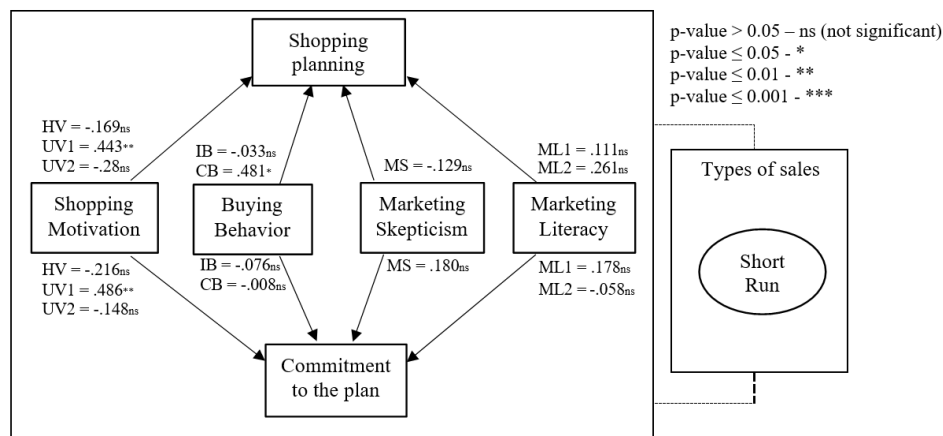 Shopping
planning
p-value > 0.05 – ns (not significant)
p-value ≤ 0.05 - *
p-value ≤ 0.01 - **
p-value ≤ 0.001 - ***
HV = -.169ns
UV1 = .443**
UV2 = -.28ns
IB = -.033ns
CB = .481*
MS = -.129ns
ML1 = .111ns
ML2 = .261ns
Shopping
Motivation
Buying
Behavior
Marketing
Skepticism
Marketing
Literacy
HV = -.216ns
UV1 = .486**
UV2 = -.148ns
IB = -.076ns
CB = -.008ns
MS = .180ns
ML1 = .178ns
ML2 = -.058ns
Commitment
to the plan
Types of sales
Short
Run